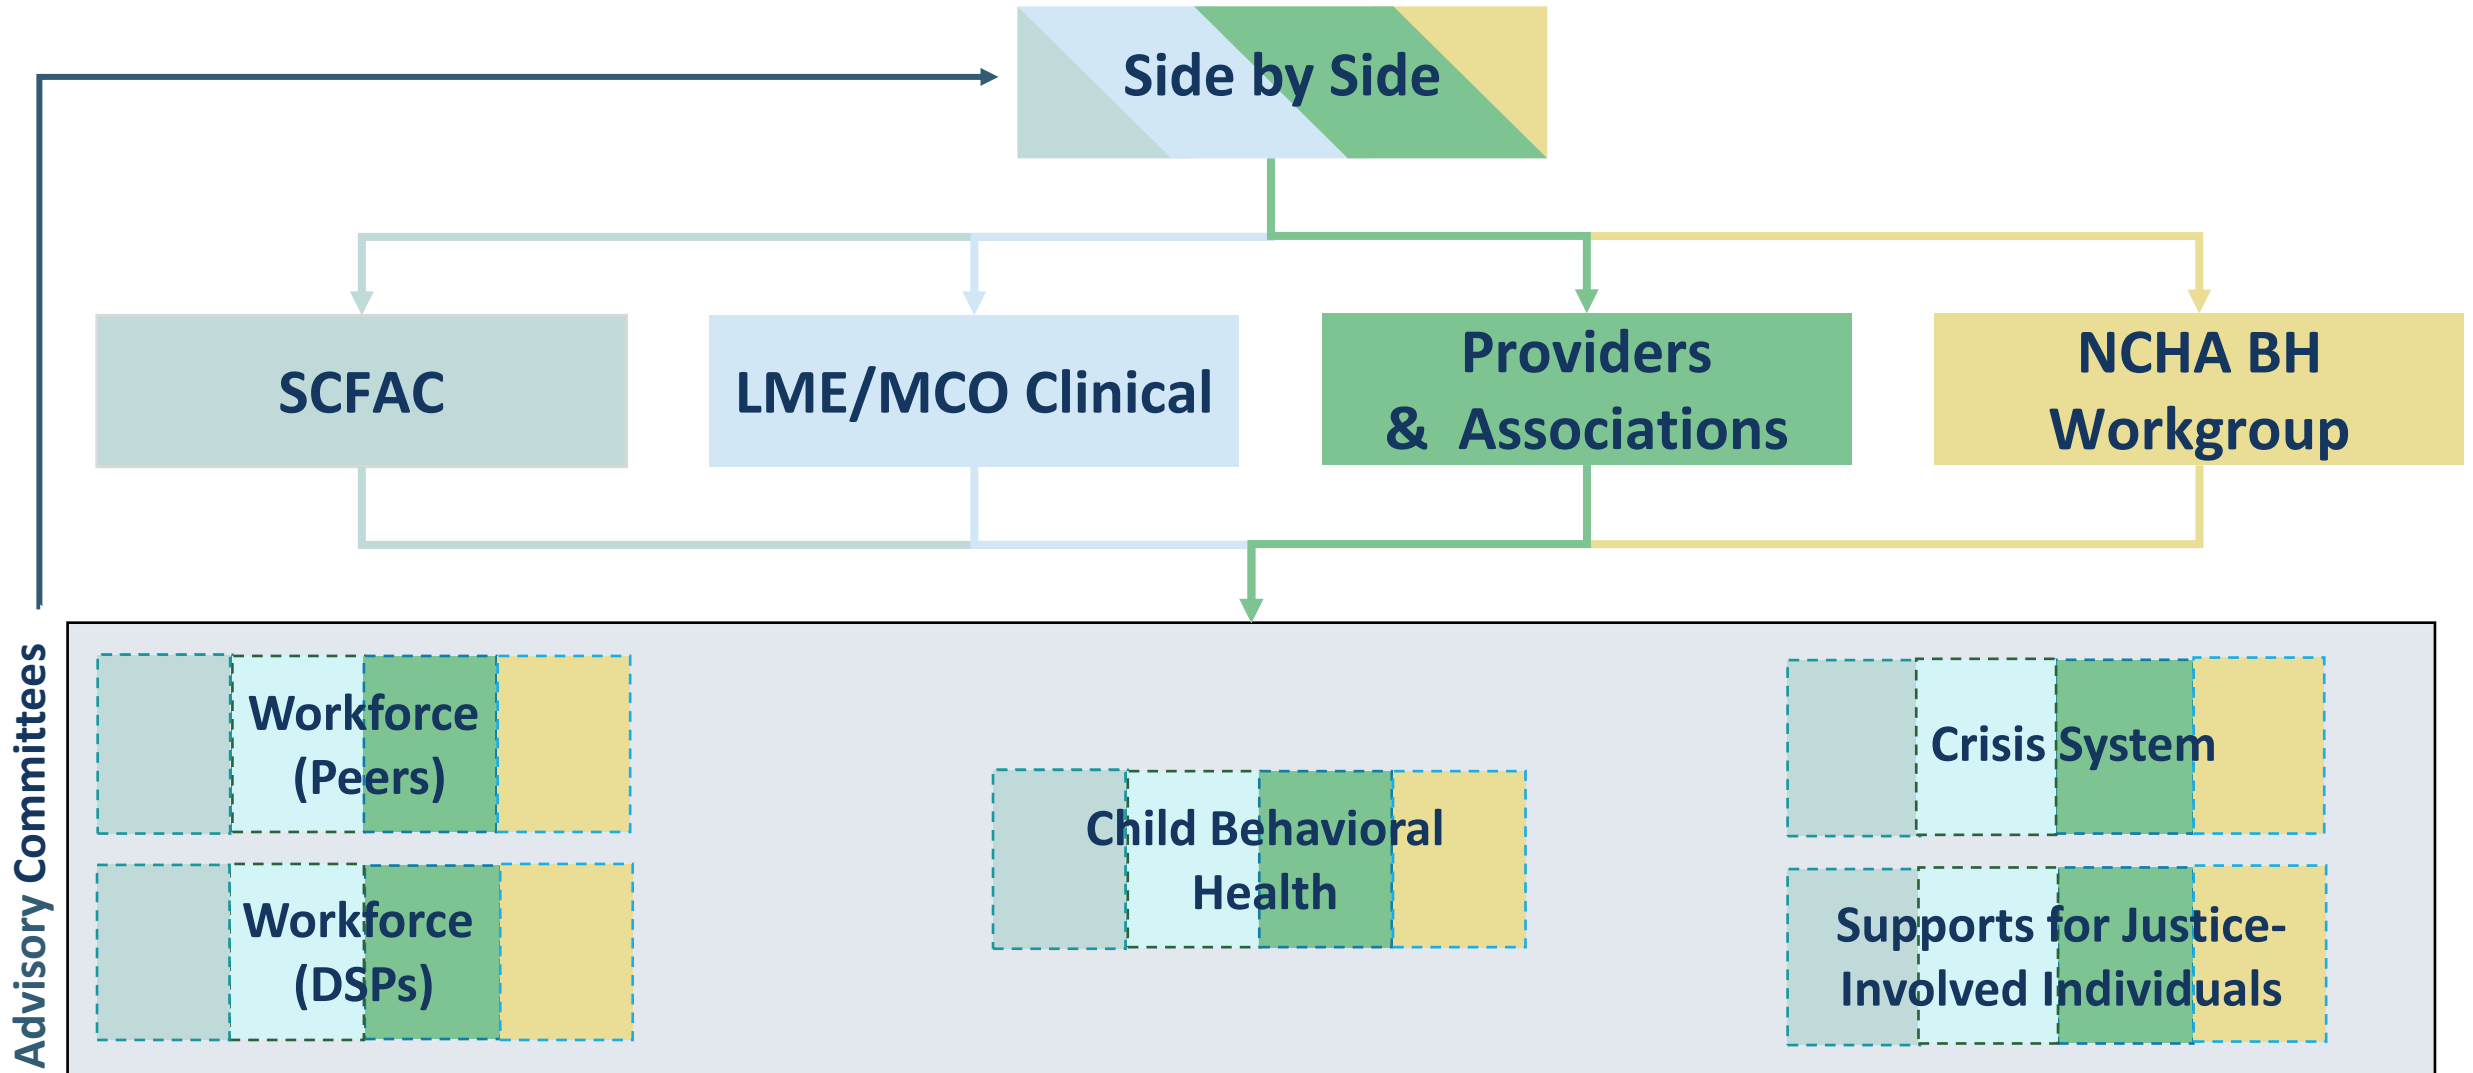 Side by Side
SCFAC
LME/MCO Clinical
Providers
& Associations
NCHA BH
Workgroup
Advisory Committees
Workforce
(Peers)
Workforce
(DSPs)
Child Behavioral
Health
Crisis System
Supports for Justice-
Involved Individuals